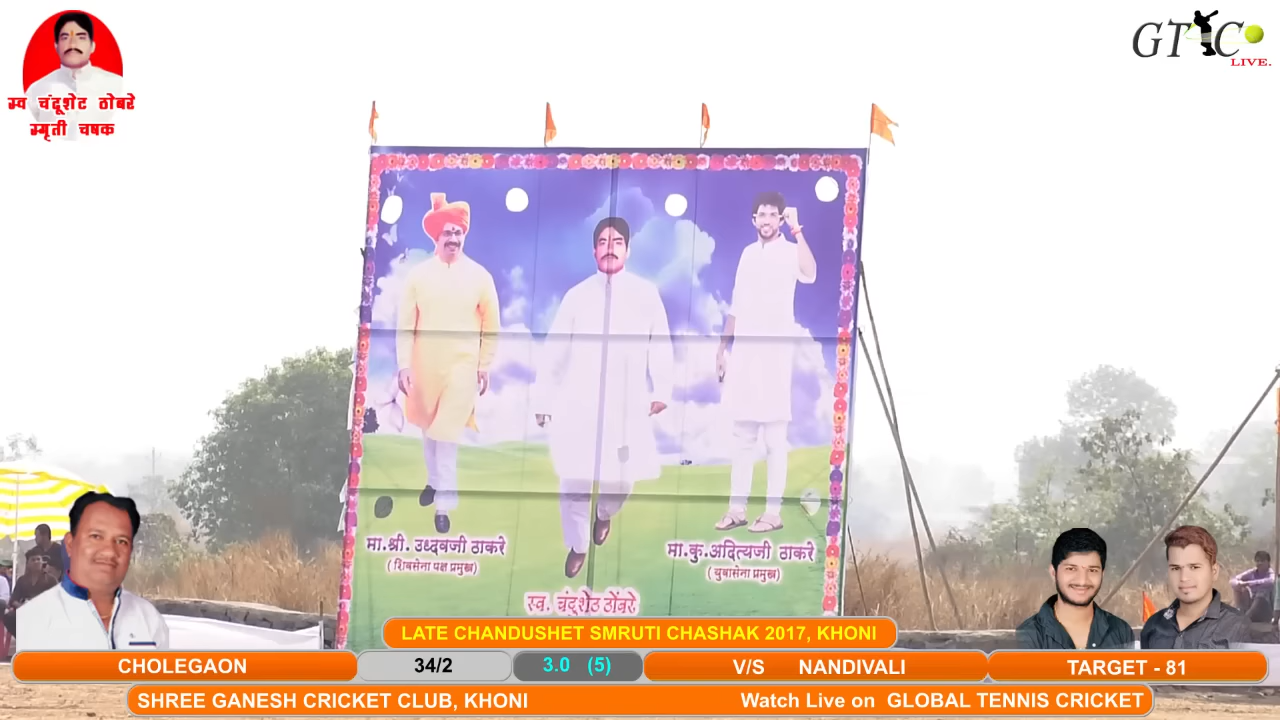 स्व चंदूशेट ठोंबरे
स्मृती चषक
GTCC
LIVE.
मा.श्री. उध्दवजी ठाकरे
( शिवसेना पक्ष प्रमुख)
मा.कु.अदित्यजी ठाकरे
( युवासेना प्रमुख)
स्व. चंदूशेठ ठोंबरे
LATE CHANDUSHET SMRUTI CHASHAK 2017, KHONI
CHOLEGAON 34/2 3.0 (5) V/S NANDIVALI TARGET - 81
SHREE GANESH CRICKET CLUB, KHONI Watch Live on GLOBAL TENNIS CRICKET